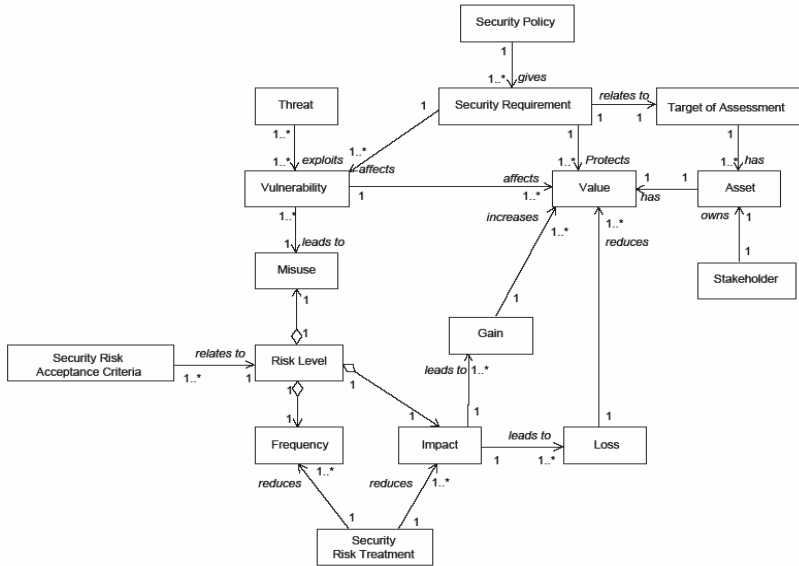 Security Policy
1
1..* gives
Threat
Security Requirement
relates to
1 1
Target of Assessment
1..*
1..* exploits
1
1..*
affects
1
1..* Protects
1
1..* has
Vulnerability
1
affects
1..*
Value
1 1
has
Asset
1..*
1 leads to
increases
1..*
1..*
reduces
owns 1
1
Misuse
Stakeholder
1
1
1
Gain
Security Risk
Acceptance Criteria
relates to
1..* 1
Risk Level
1
leads to 1..*
1
1
1
1
1
Frequency
Impact
leads to
1 1..*
Loss
1..*
reduces
reduces 1..*
1 1
Security
Risk Treatment